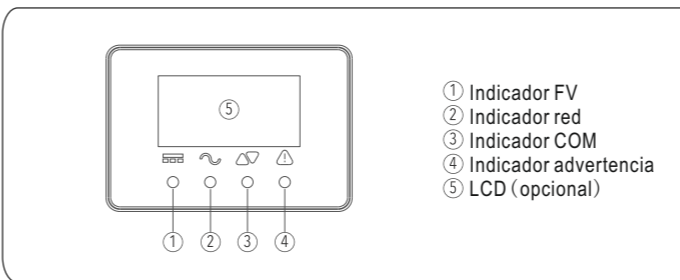 ⑤
① ② ③ ④
① Indicador FV
② Indicador red
③ Indicador COM
④ Indicador advertencia
⑤ LCD（opcional）